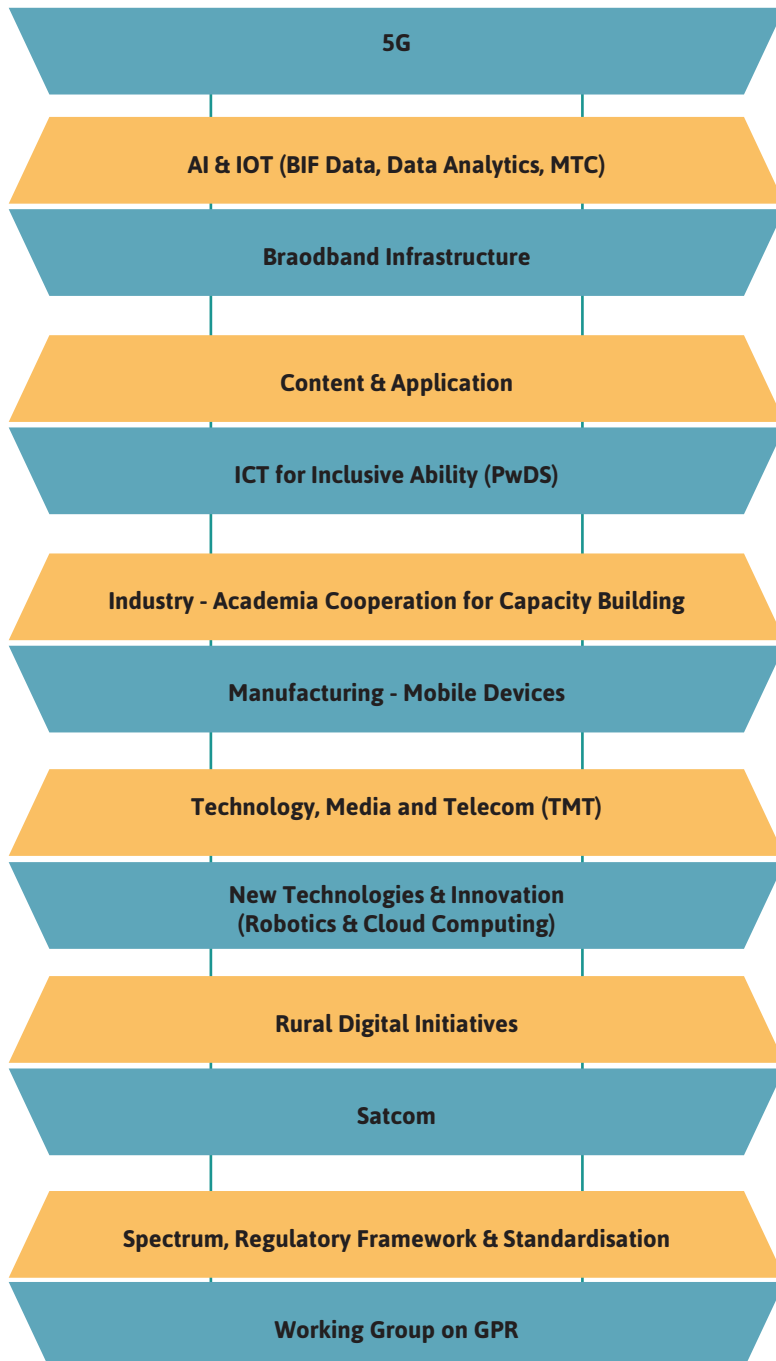 5G
AI & IOT (BIF Data, Data Analytics, MTC)
Braodband Infrastructure
Content & Application
ICT for Inclusive Ability (PwDS)
Industry - Academia Cooperation for Capacity Building
Manufacturing - Mobile Devices
Technology, Media and Telecom (TMT)
New Technologies & Innovation
(Robotics & Cloud Computing)
Rural Digital Initiatives
Satcom
Spectrum, Regulatory Framework & Standardisation
Working Group on GPR